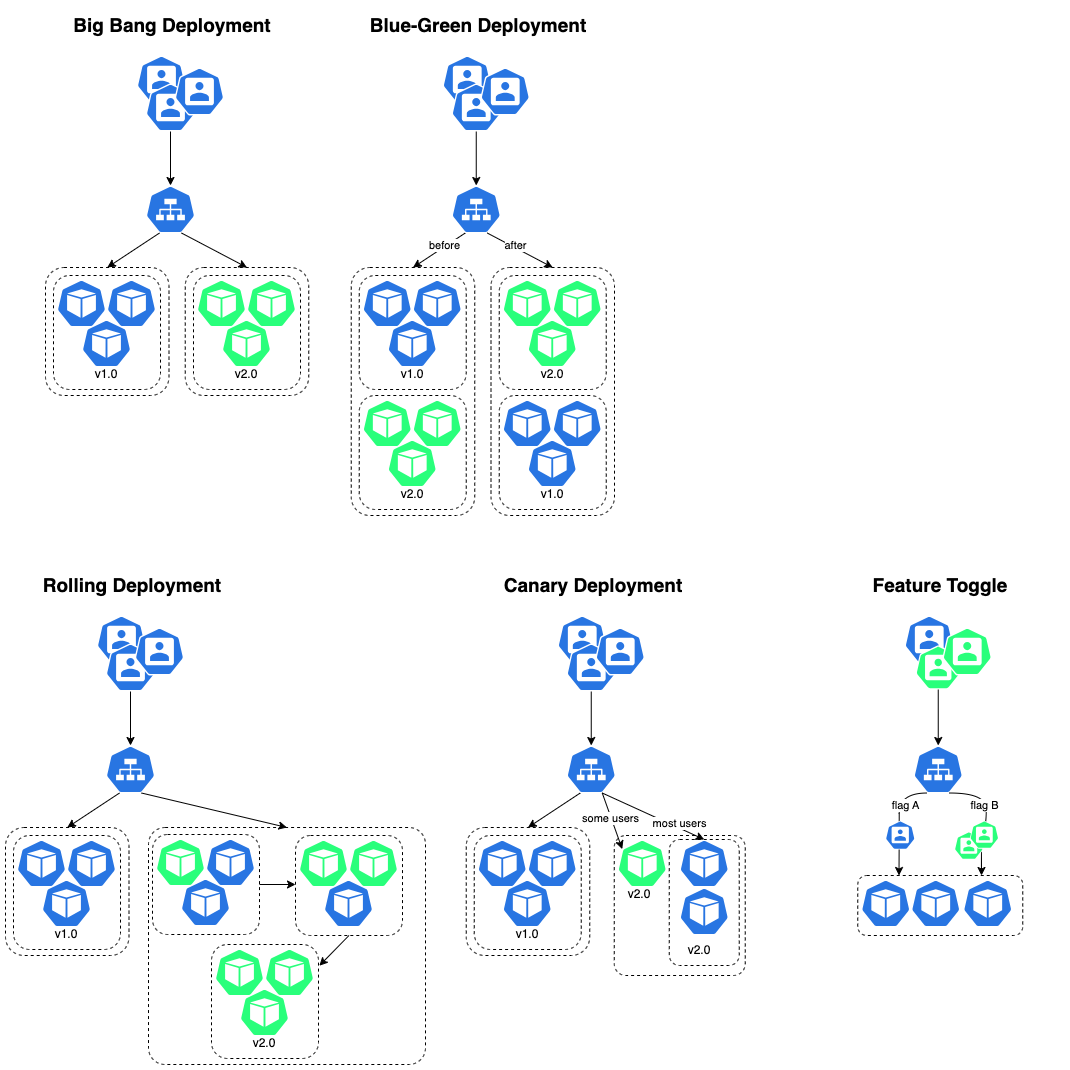 Big Bang Deployment
Blue-Green Deployment
before
after
v1.0
v2.0
v1.0
v2.0
v2.0
v1.0
Rolling Deployment
Canary Deployment
Feature Toggle
flag A
flag B
some users
most users
v2.0
v1.0
v1.0
v2.0
v2.0